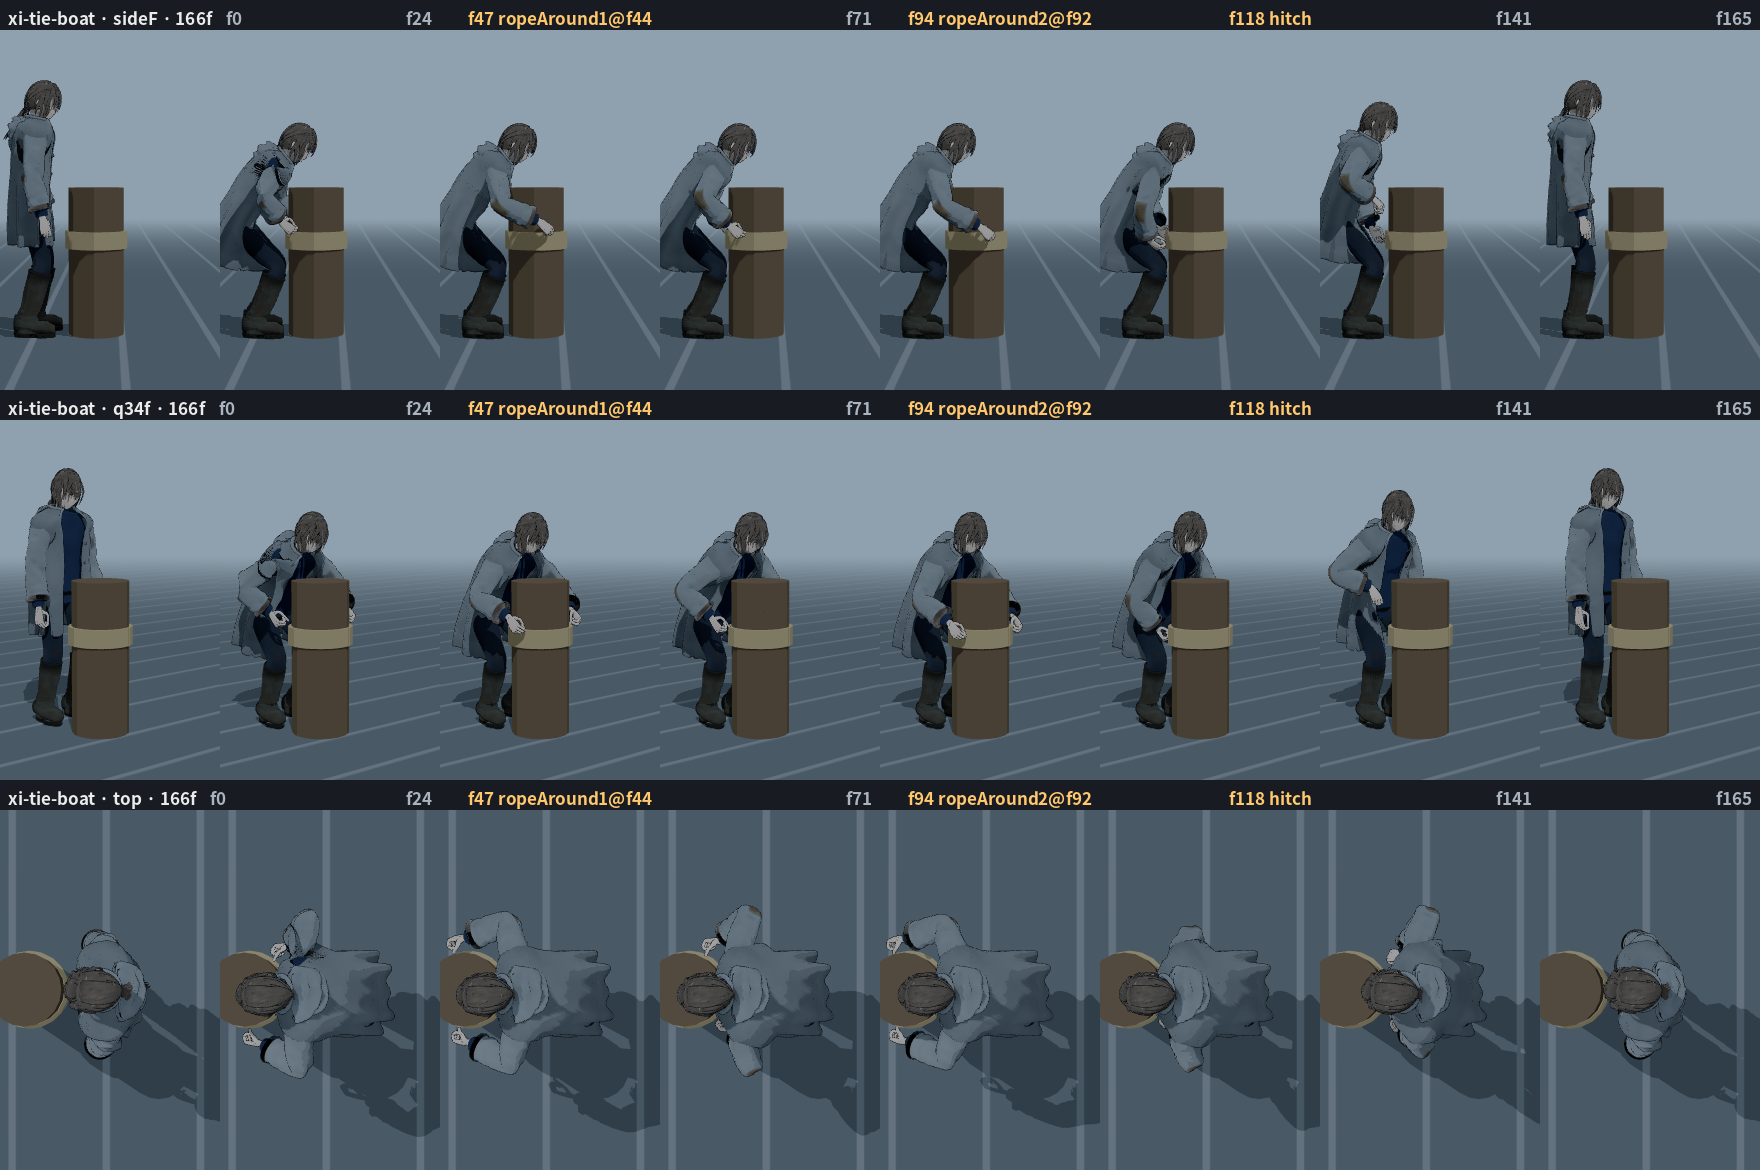 xi-tie-boat · sideF · 166f f0 f24 f47 ropeAround1@f44 f71 f94 ropeAround2@f92 f118 hitch f141 f165
xi-tie-boat · q34f · 166f f0 f24 f47 ropeAround1@f44 f71 f94 ropeAround2@f92 f118 hitch f141 f165
xi-tie-boat · top · 166f f0 f24 f47 ropeAround1@f44 f71 f94 ropeAround2@f92 f118 hitch f141 f165